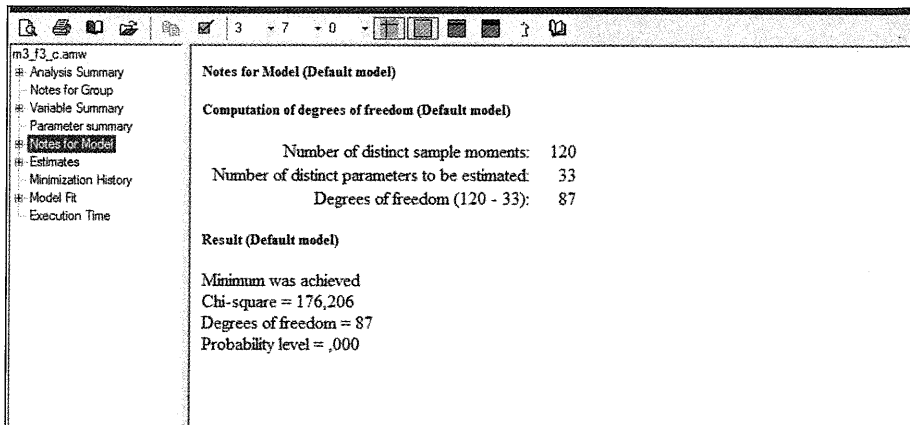 3 7 0
m3_f3_c.amw
Analysis Summary
Notes for Group
Variable Summary
Parameter summary
Notes for Model
Estimates
Minimization History
Model Fit
Execution Time
Notes for Model (Default model)
Computation of degrees of freedom (Default model)
Number of distinct sample moments: 120
Number of distinct parameters to be estimated: 33
Degrees of freedom (120 - 33): 87
Result (Default model)
Minimum was achieved
Chi-square = 176,206
Degrees of freedom = 87
Probability level = ,000